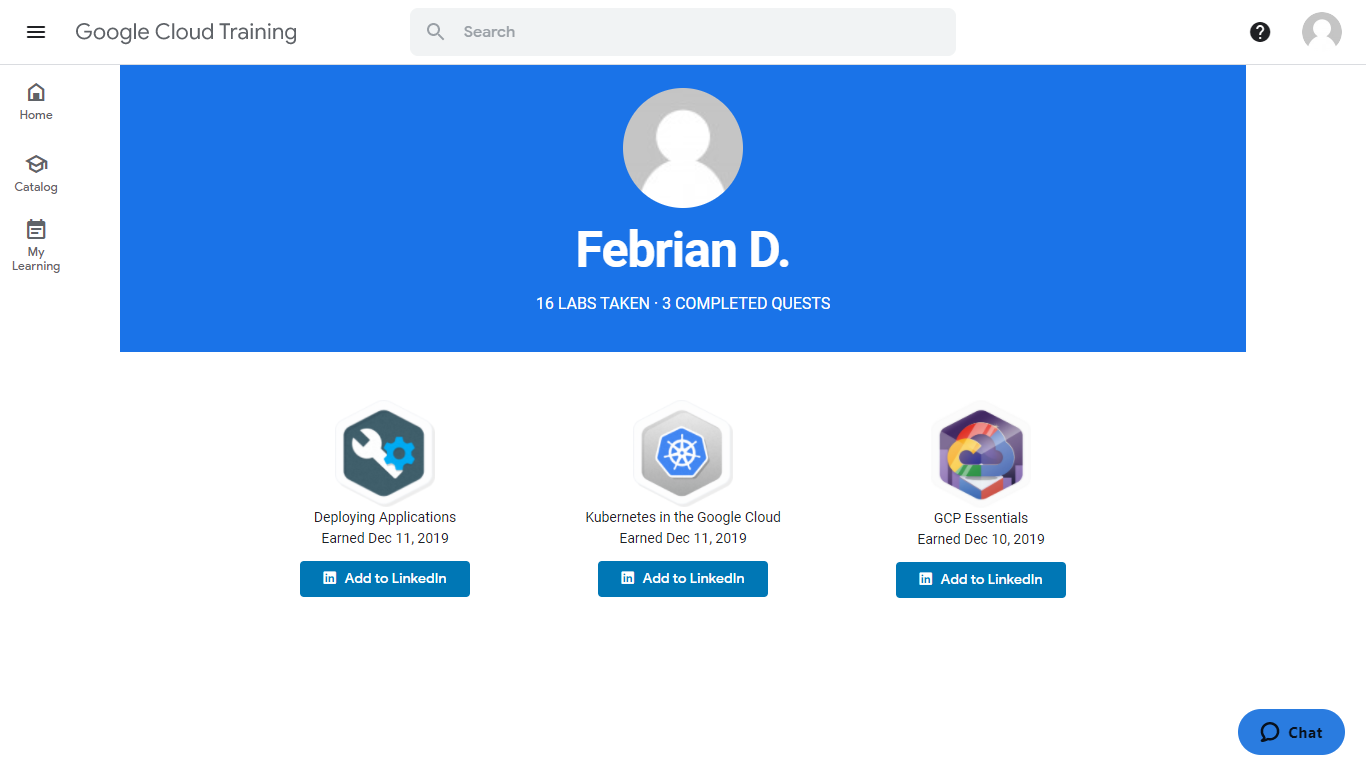 Google Cloud Training
Search
Home
Catalog
My
Learning
Febrian D.
16 LABS TAKEN · 3 COMPLETED QUESTS
Deploying Applications
Earned Dec 11, 2019
Add to LinkedIn
Kubernetes in the Google Cloud
Earned Dec 11, 2019
Add to LinkedIn
GCP Essentials
Earned Dec 10, 2019
Add to LinkedIn
Chat